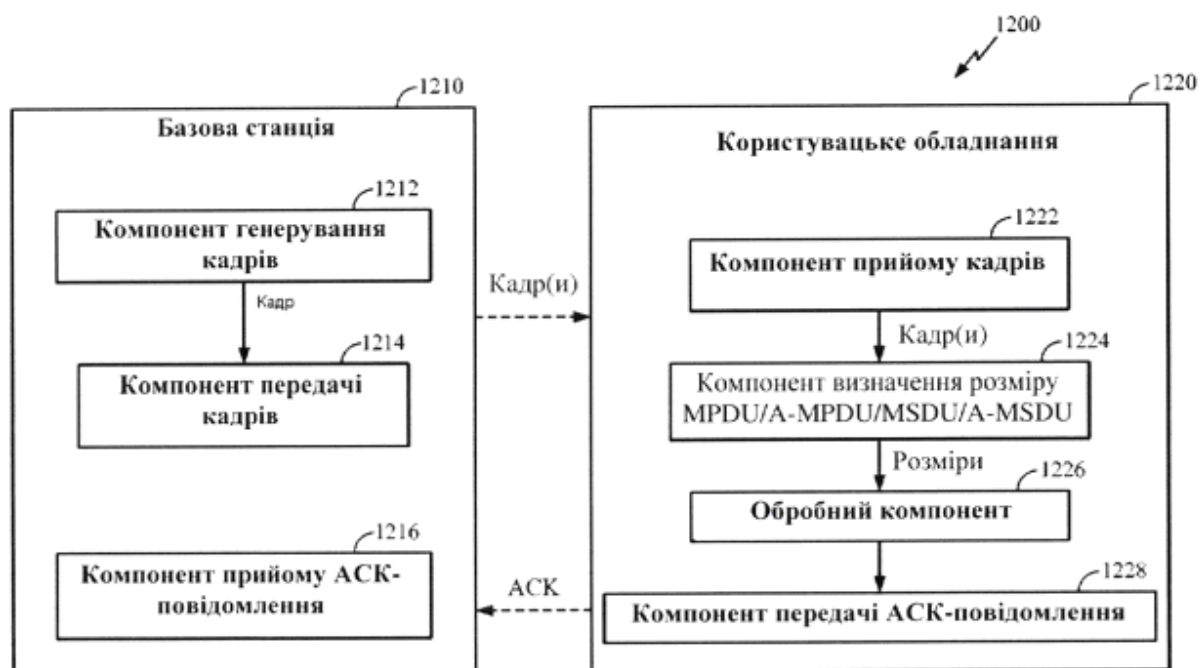 1200
1210
Базова станція
1212
Компонент генерування
кадрів
Кадр
1214
Компонент передачі
кадрів
1216
Компонент прийому АСК-
повідомлення
Кадр(и)
ACK
1220
Користувацьке обладнання
1222
Компонент прийому кадрів
Кадр(и)
1224
Компонент визначення розміру
MPDU/A-MPDU/MSDU/A-MSDU
Розміри
1226
Обробний компонент
1228
Компонент передачі АСК-повідомлення